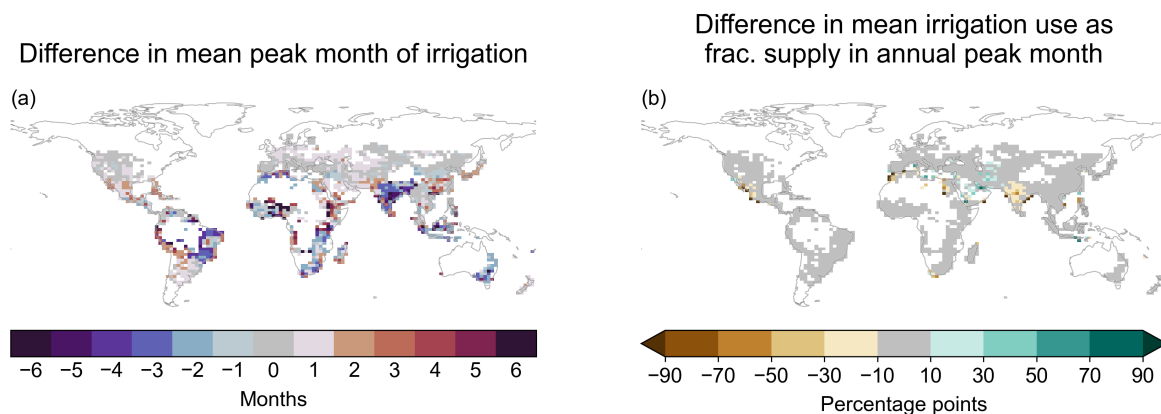 Difference in mean peak month of irrigation
(a)
−6 −5 −4 −3 −2 −1 0 1 2 3 4 5 6
Months
Difference in mean irrigation use as
frac. supply in annual peak month
(b)
−90 −70 −50 −30 −10 10 30 50 70 90
Percentage points